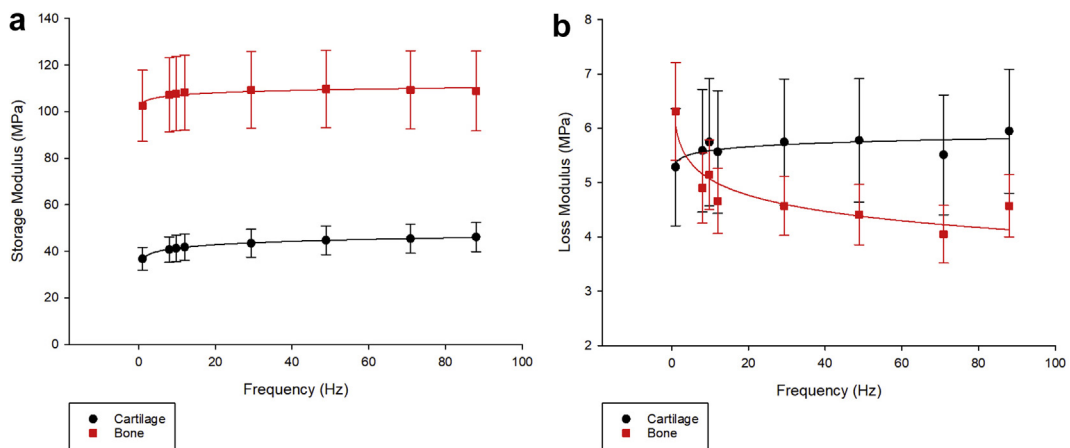 a
140
120
100
80
60
40
20
0
Storage Modulus (MPa)
0 20 40 60 80 100
Frequency (Hz)
Cartilage
Bone
b
8
7
6
5
4
3
2
Loss Modulus (MPa)
0 20 40 60 80 100
Frequency (Hz)
Cartilage
Bone